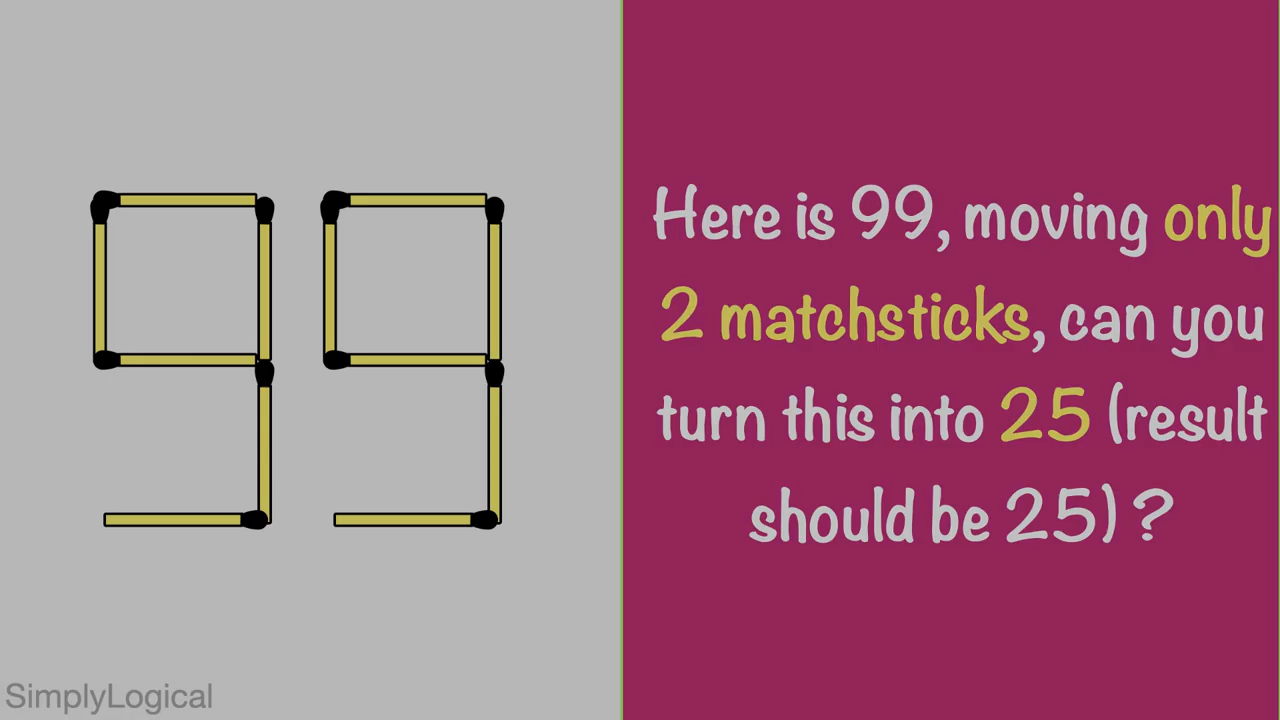 Here is 99, moving only
2 matchsticks, can you
turn this into 25 (result
should be 25) ?
SimplyLogical